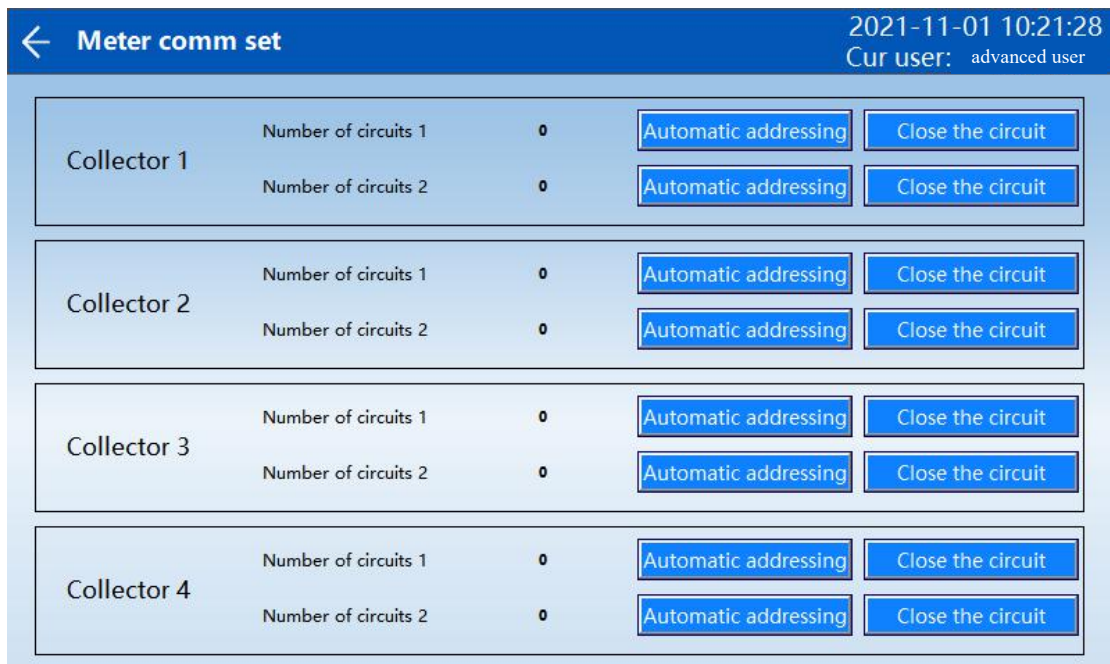 Meter comm set
2021-11-01 10:21:28
Cur user: advanced user
Collector 1
Number of circuits 1 0 Automatic addressing Close the circuit
Number of circuits 2 0 Automatic addressing Close the circuit
Collector 2
Number of circuits 1 0 Automatic addressing Close the circuit
Number of circuits 2 0 Automatic addressing Close the circuit
Collector 3
Number of circuits 1 0 Automatic addressing Close the circuit
Number of circuits 2 0 Automatic addressing Close the circuit
Collector 4
Number of circuits 1 0 Automatic addressing Close the circuit
Number of circuits 2 0 Automatic addressing Close the circuit